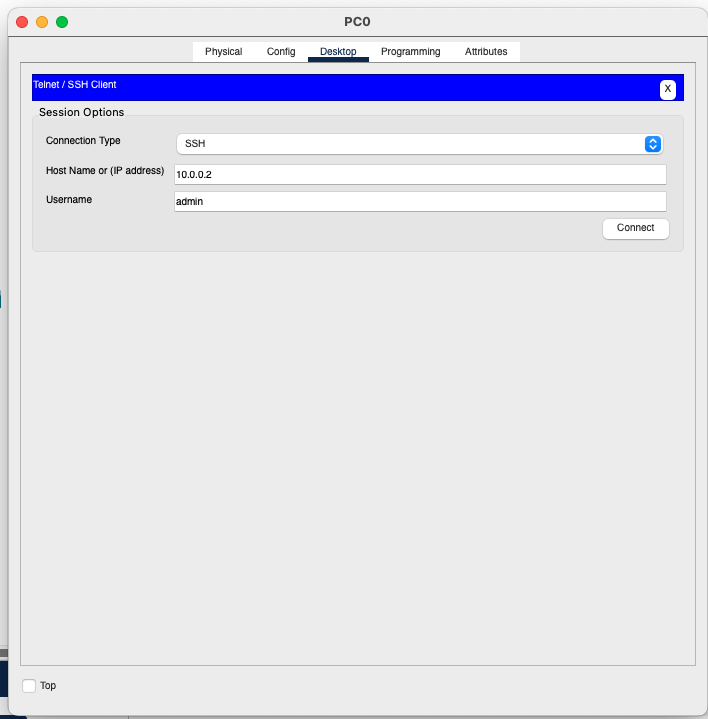 PC0
Physical Config Desktop Programming Attributes
Telnet / SSH Client X
Session Options
Connection Type SSH
Host Name or (IP address) 10.0.0.2
Username admin
Connect
Top